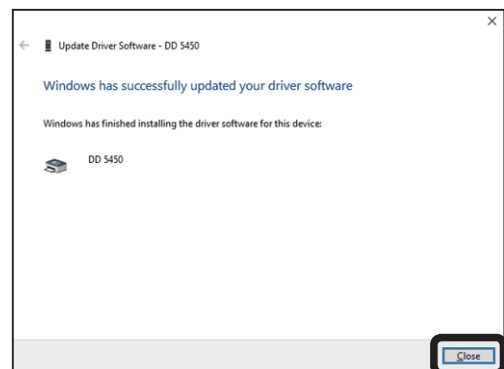 Update Driver Software - DD 5450
Windows has successfully updated your driver software
Windows has finished installing the driver software for this device:
DD 5450
Close